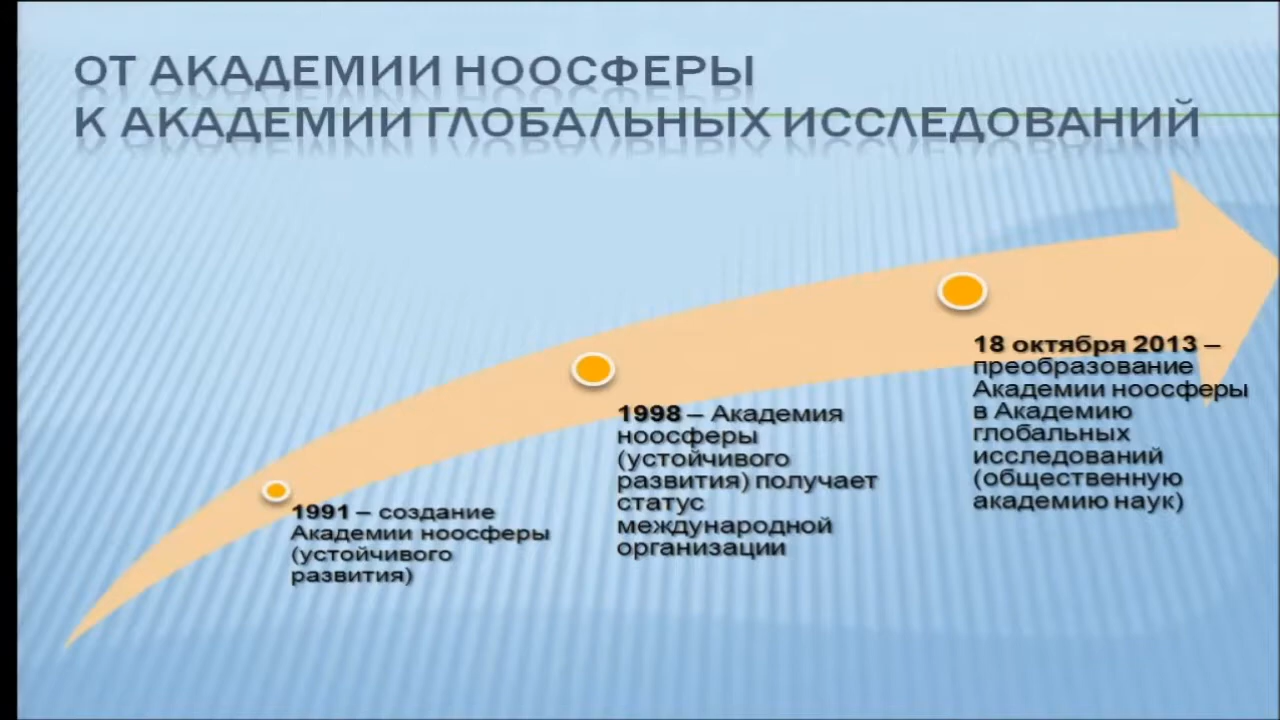 ОТ АКАДЕМИИ НООСФЕРЫ
К АКАДЕМИИ ГЛОБАЛЬНЫХ ИССЛЕДОВАНИЙ
1991 – создание
Академии ноосферы
(устойчивого
развития)
1998 – Академия
ноосферы
(устойчивого
развития) получает
статус
международной
организации
18 октября 2013 –
преобразование
Академии ноосферы
в Академию
глобальных
исследований
(общественную
академию наук)